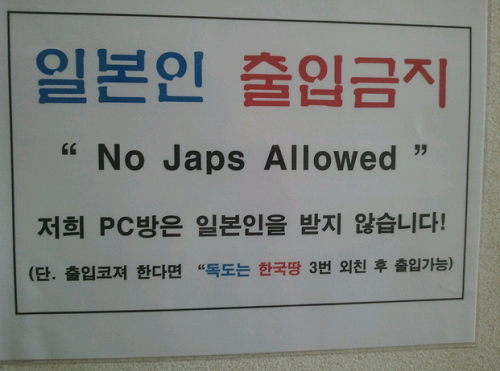 일본인 출입금지
“ No Japs Allowed ”
저희 PC방은 일본인을 받지 않습니다!
(단. 출입코져 한다면 “독도는 한국땅 3번 외친 후 출입가능)